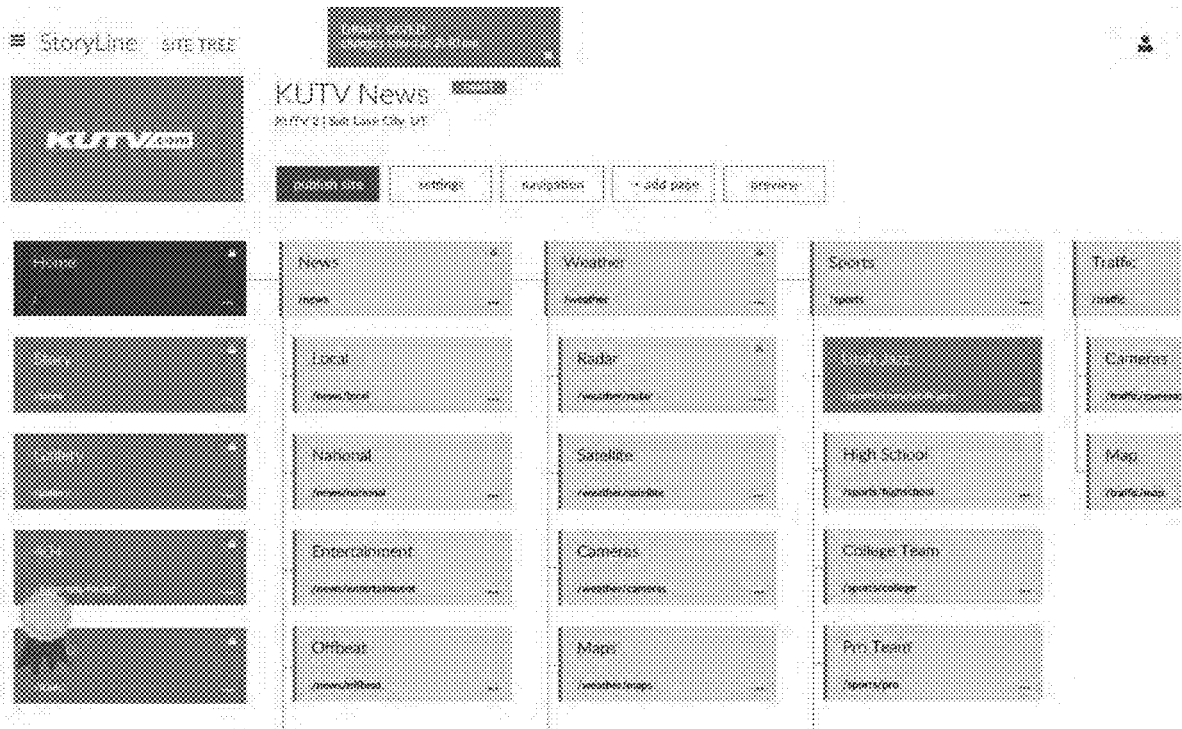 StoryLine SITE TREE
KUTV.com
KUTV News
KUTV 2 | Salt Lake City, UT
publish site
settings
navigation
+ add page
preview
Home
/
...
News
/news
...
Weather
/weather
...
Sports
/sports
...
Traffic
/traffic
Local
/news/local
...
Radar
/weather/radar
...
...
Cameras
/traffic/cameras
National
/news/national
...
Satellite
/weather/satellite
...
High School
/sports/highschool
...
Map
/traffic/map
Entertainment
/news/entertainment
...
Cameras
/weather/cameras
...
College Team
/sports/college
...
Offbeat
/news/offbeat
...
Maps
/weather/maps
...
Pro Team
/sports/pro
...